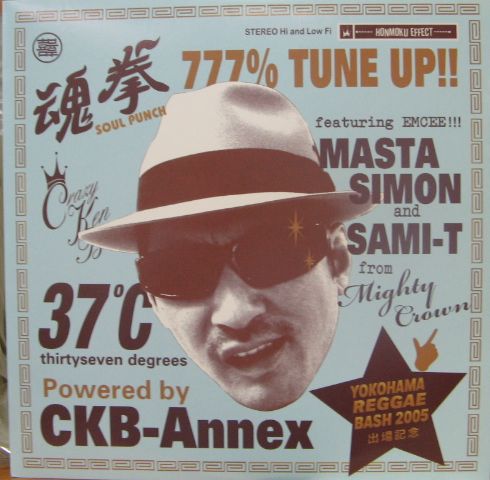 STEREO Hi and Low Fi
HONMOKU EFFECT
魂拳
SOUL PUNCH
777% TUNE UP!!
featuring EMCEE!!!
MASTA
SIMON
and
SAMI-T
from
Mighty
Crown
Crazy
Ken
37°C
thirtyseven degrees
Powered by
CKB-Annex
YOKOHAMA
REGGAE
BASH 2005
出場記念